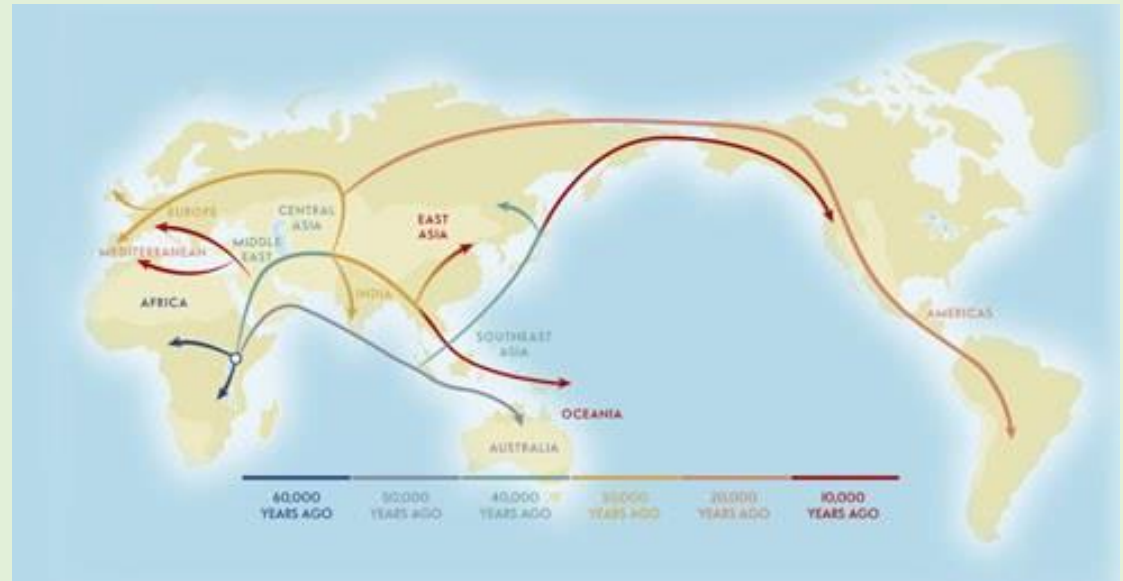 EUROPE
CENTRAL
ASIA
EAST
ASIA
MEDITERRANEAN
MIDDLE
EAST
AFRICA
INDIA
AMERICAS
SOUTHEAST
ASIA
OCEANIA
AUSTRALIA
60,000
YEARS AGO
50,000
YEARS AGO
40,000
YEARS AGO
30,000
YEARS AGO
20,000
YEARS AGO
10,000
YEARS AGO